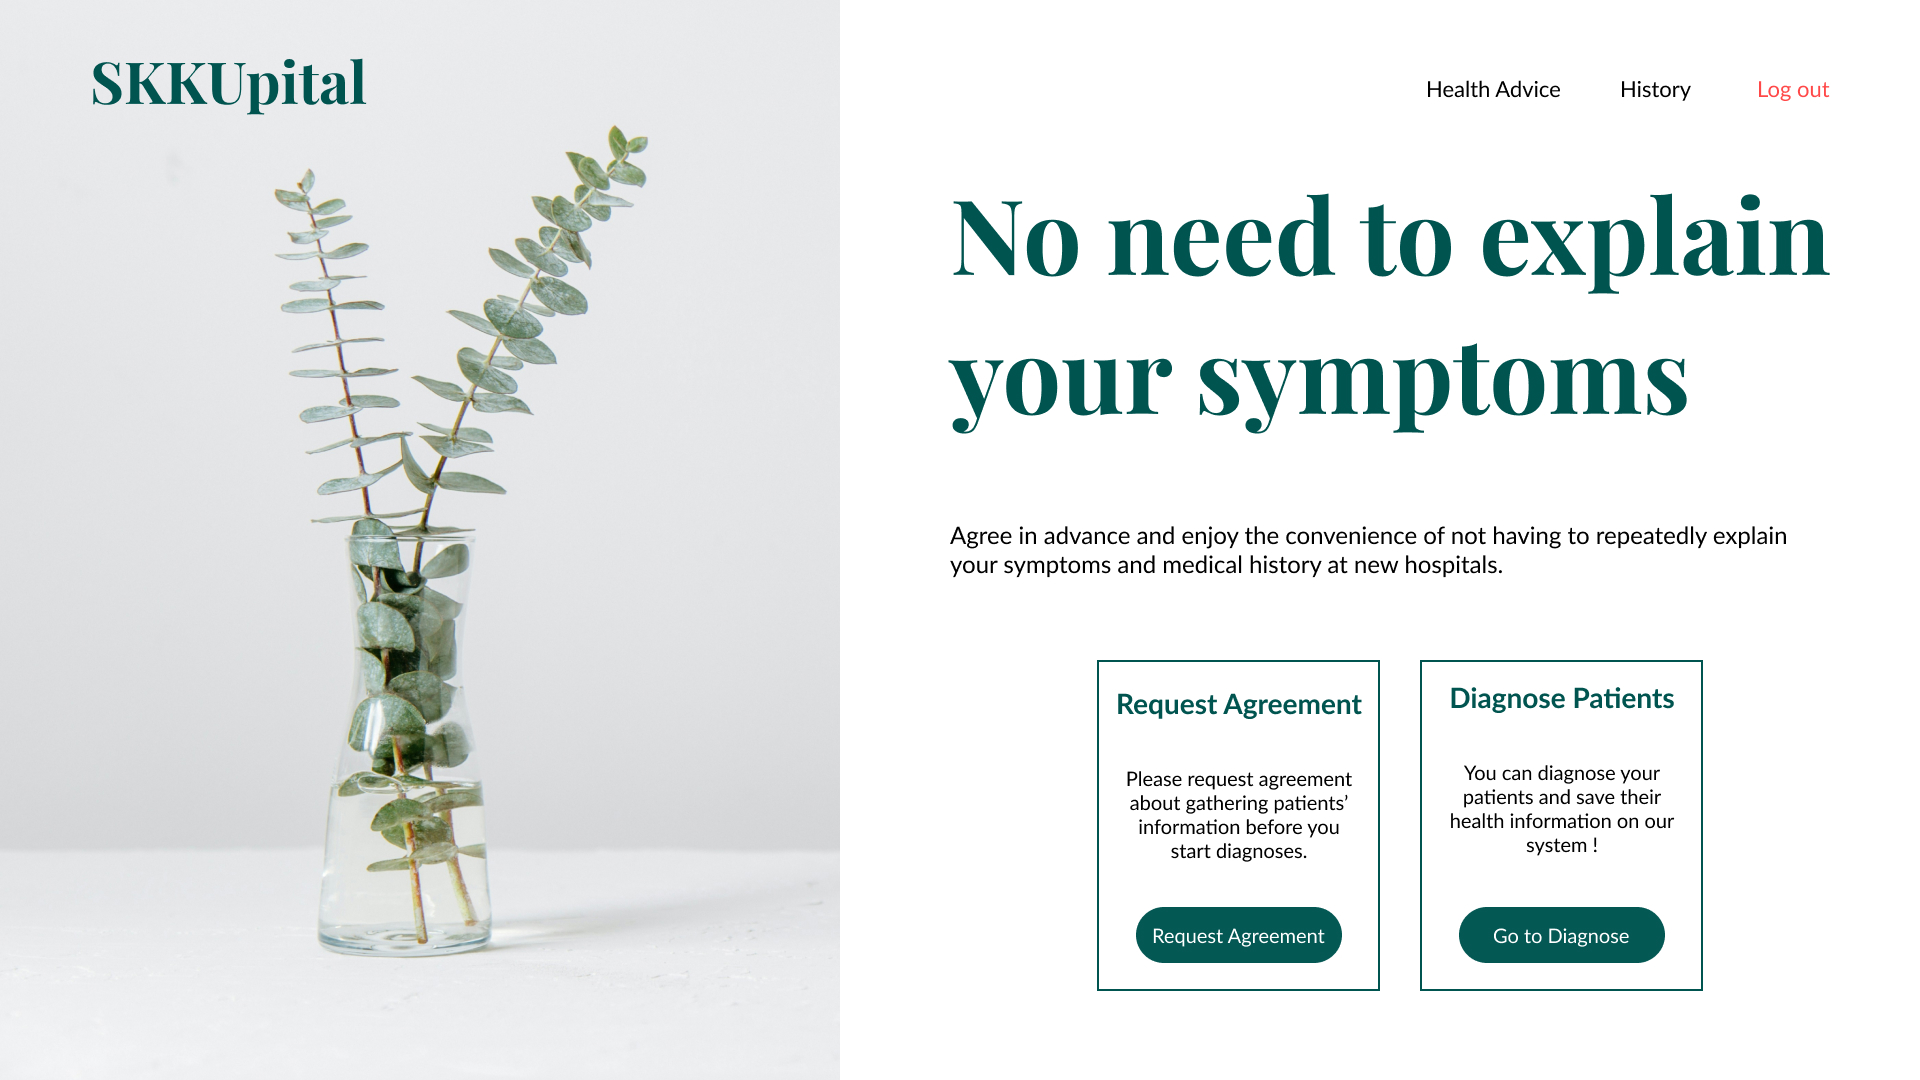 SKKUpital
Health Advice
History
Log out
No need to explain
your symptoms
Agree in advance and enjoy the convenience of not having to repeatedly explain
your symptoms and medical history at new hospitals.
Request Agreement
Please request agreement
about gathering patients’
information before you
start diagnoses.
Request Agreement
Diagnose Patients
You can diagnose your
patients and save their
health information on our
system !
Go to Diagnose